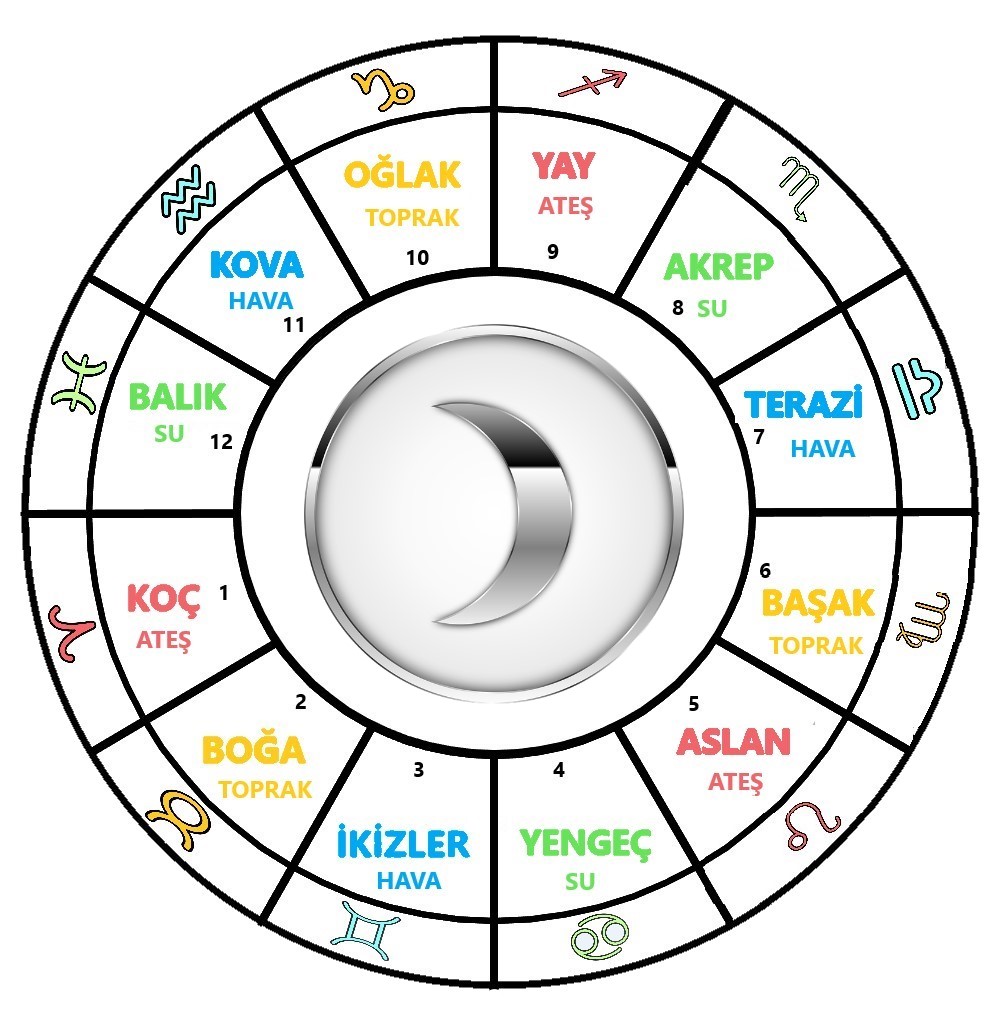 OĞLAK
TOPRAK
10
YAY
ATEŞ
9
AKREP
8 SU
TERAZİ
7
HAVA
6
BAŞAK
TOPRAK
5
ASLAN
ATEŞ
4
YENGEÇ
SU
3
İKİZLER
HAVA
2
BOĞA
TOPRAK
KOÇ 1
ATEŞ
BALIK
SU 12
KOVA
HAVA
11